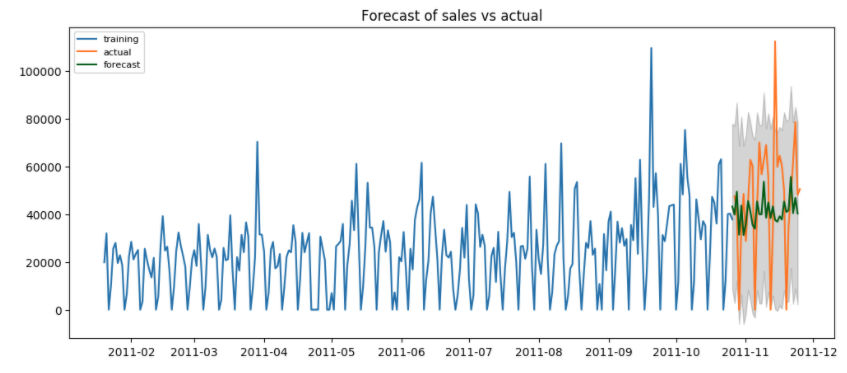 Forecast of sales vs actual
training
actual
forecast
100000
80000
60000
40000
20000
0
2011-02 2011-03 2011-04 2011-05 2011-06 2011-07 2011-08 2011-09 2011-10 2011-11 2011-12